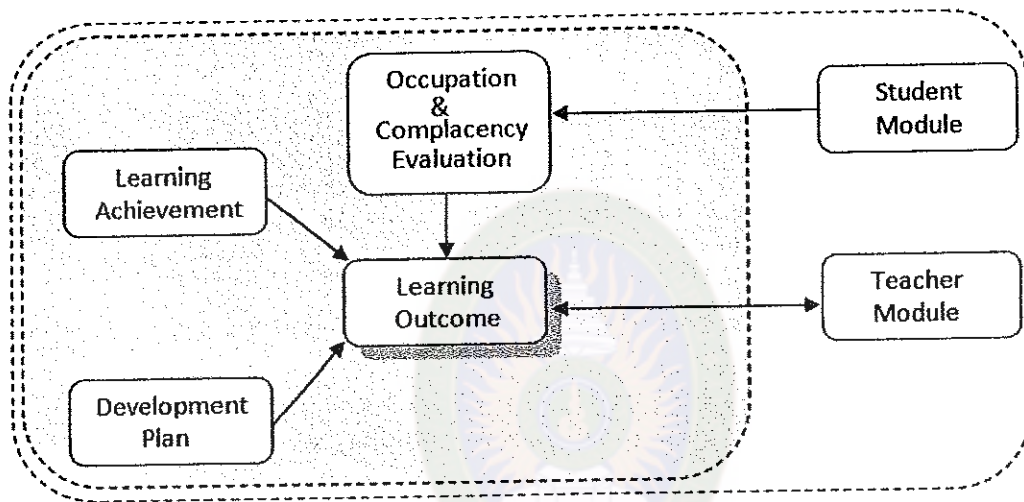 Occupation
&
Complacency
Evaluation
Student
Module
Learning
Achievement
Learning
Outcome
Teacher
Module
Development
Plan